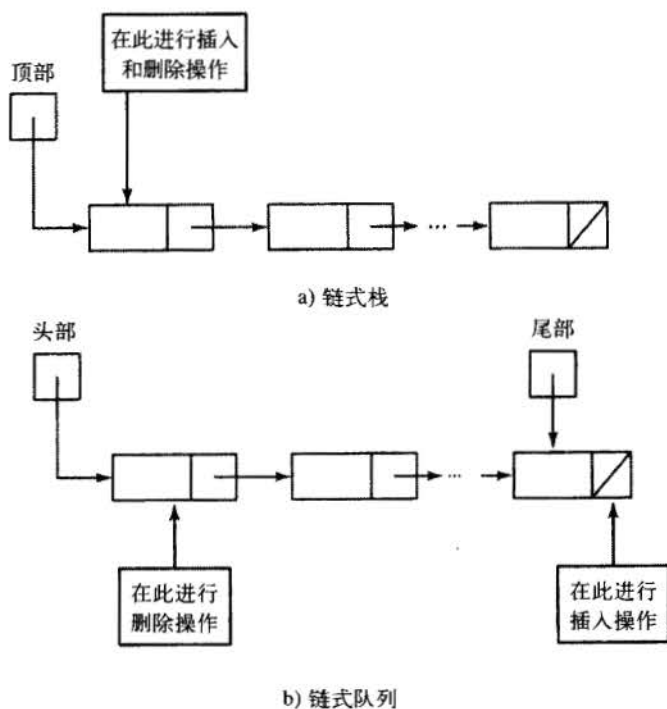 在此进行插入
和删除操作
顶部
...
a) 链式栈
头部
尾部
...
在此进行
删除操作
在此进行
插入操作
b) 链式队列